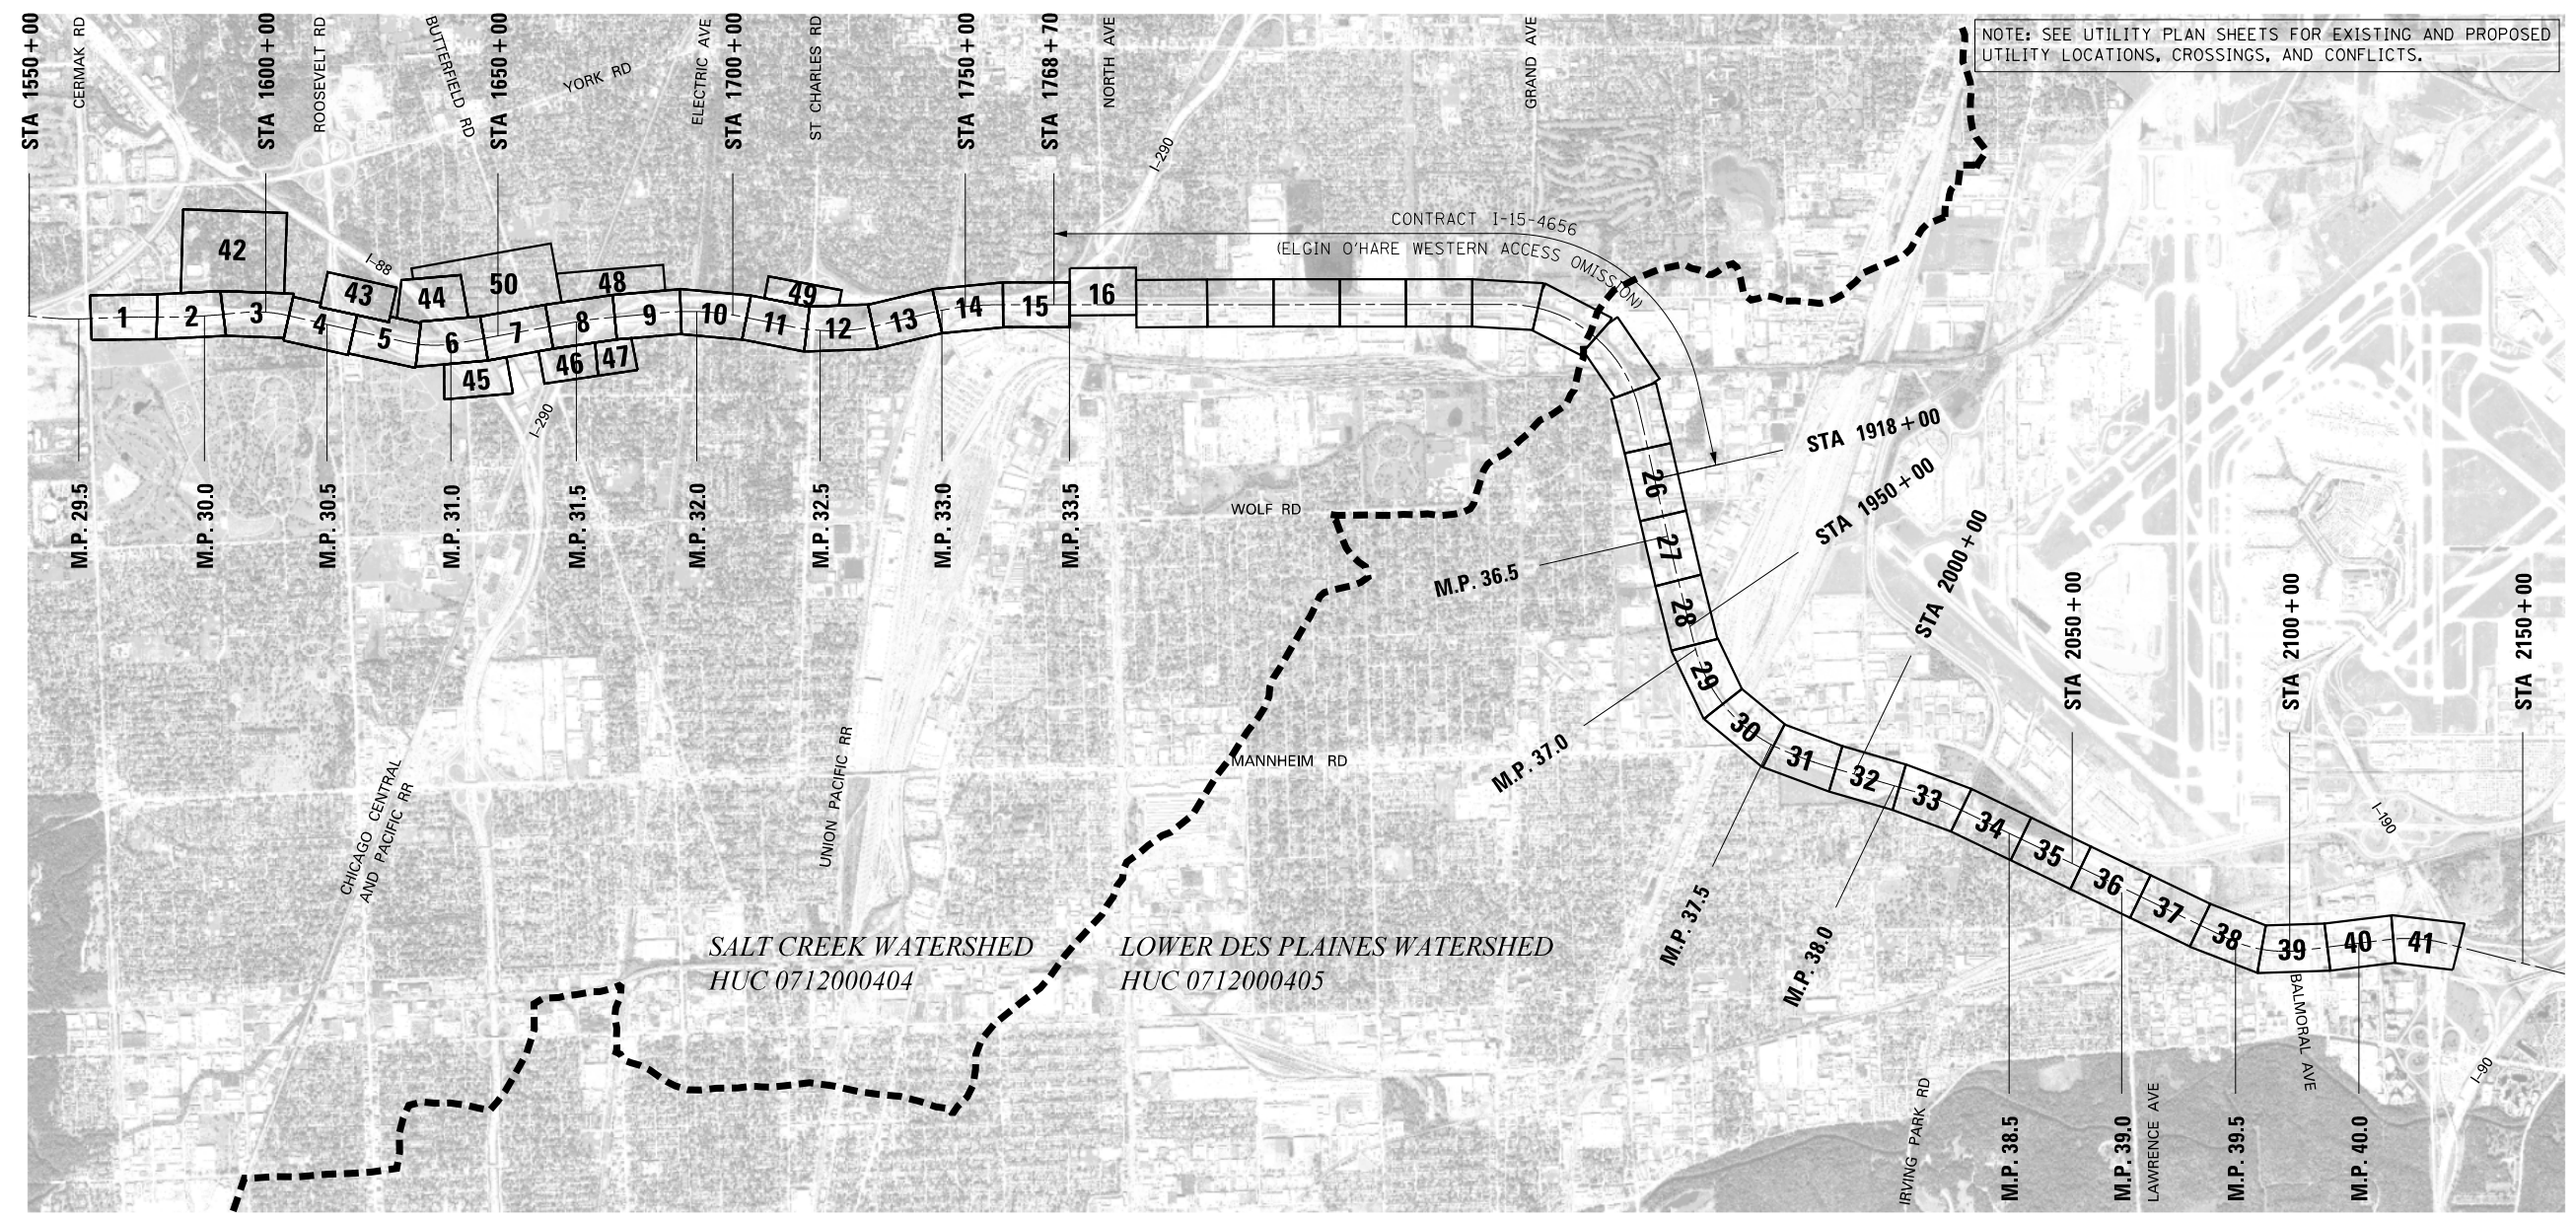 STA 1550+00
CERMAK RD
STA 1600+00
ROOSEVELT RD
BUTTERFIELD RD
STA 1650+00
YORK RD
ELECTRIC AVE
STA 1700+00
ST CHARLES RD
STA 1750+00
STA 1768+70
NORTH AVE
I-290
GRAND AVE
NOTE: SEE UTILITY PLAN SHEETS FOR EXISTING AND PROPOSED
UTILITY LOCATIONS, CROSSINGS, AND CONFLICTS.
CONTRACT I-15-4656
(ELGIN O'HARE WESTERN ACCESS OMISSION)
42
I-88
43
44
50
48
49
1
2
3
4
5
6
7
8
9
10
11
12
13
14
15
16
45
46
47
I-290
M.P. 29.5
M.P. 30.0
M.P. 30.5
M.P. 31.0
M.P. 31.5
M.P. 32.0
M.P. 32.5
M.P. 33.0
M.P. 33.5
WOLF RD
26
27
28
29
30
31
32
33
34
35
36
37
38
39
40
41
STA 1918+00
STA 1950+00
STA 2000+00
STA 2050+00
STA 2100+00
STA 2150+00
M.P. 36.5
M.P. 37.0
M.P. 37.5
M.P. 38.0
MANNHEIM RD
UNION PACIFIC RR
CHICAGO CENTRAL
AND PACIFIC RR
SALT CREEK WATERSHED
HUC 0712000404
LOWER DES PLAINES WATERSHED
HUC 0712000405
I-190
BALMORAL AVE
I-90
IRVING PARK RD
M.P. 38.5
M.P. 39.0
LAWRENCE AVE
M.P. 39.5
M.P. 40.0